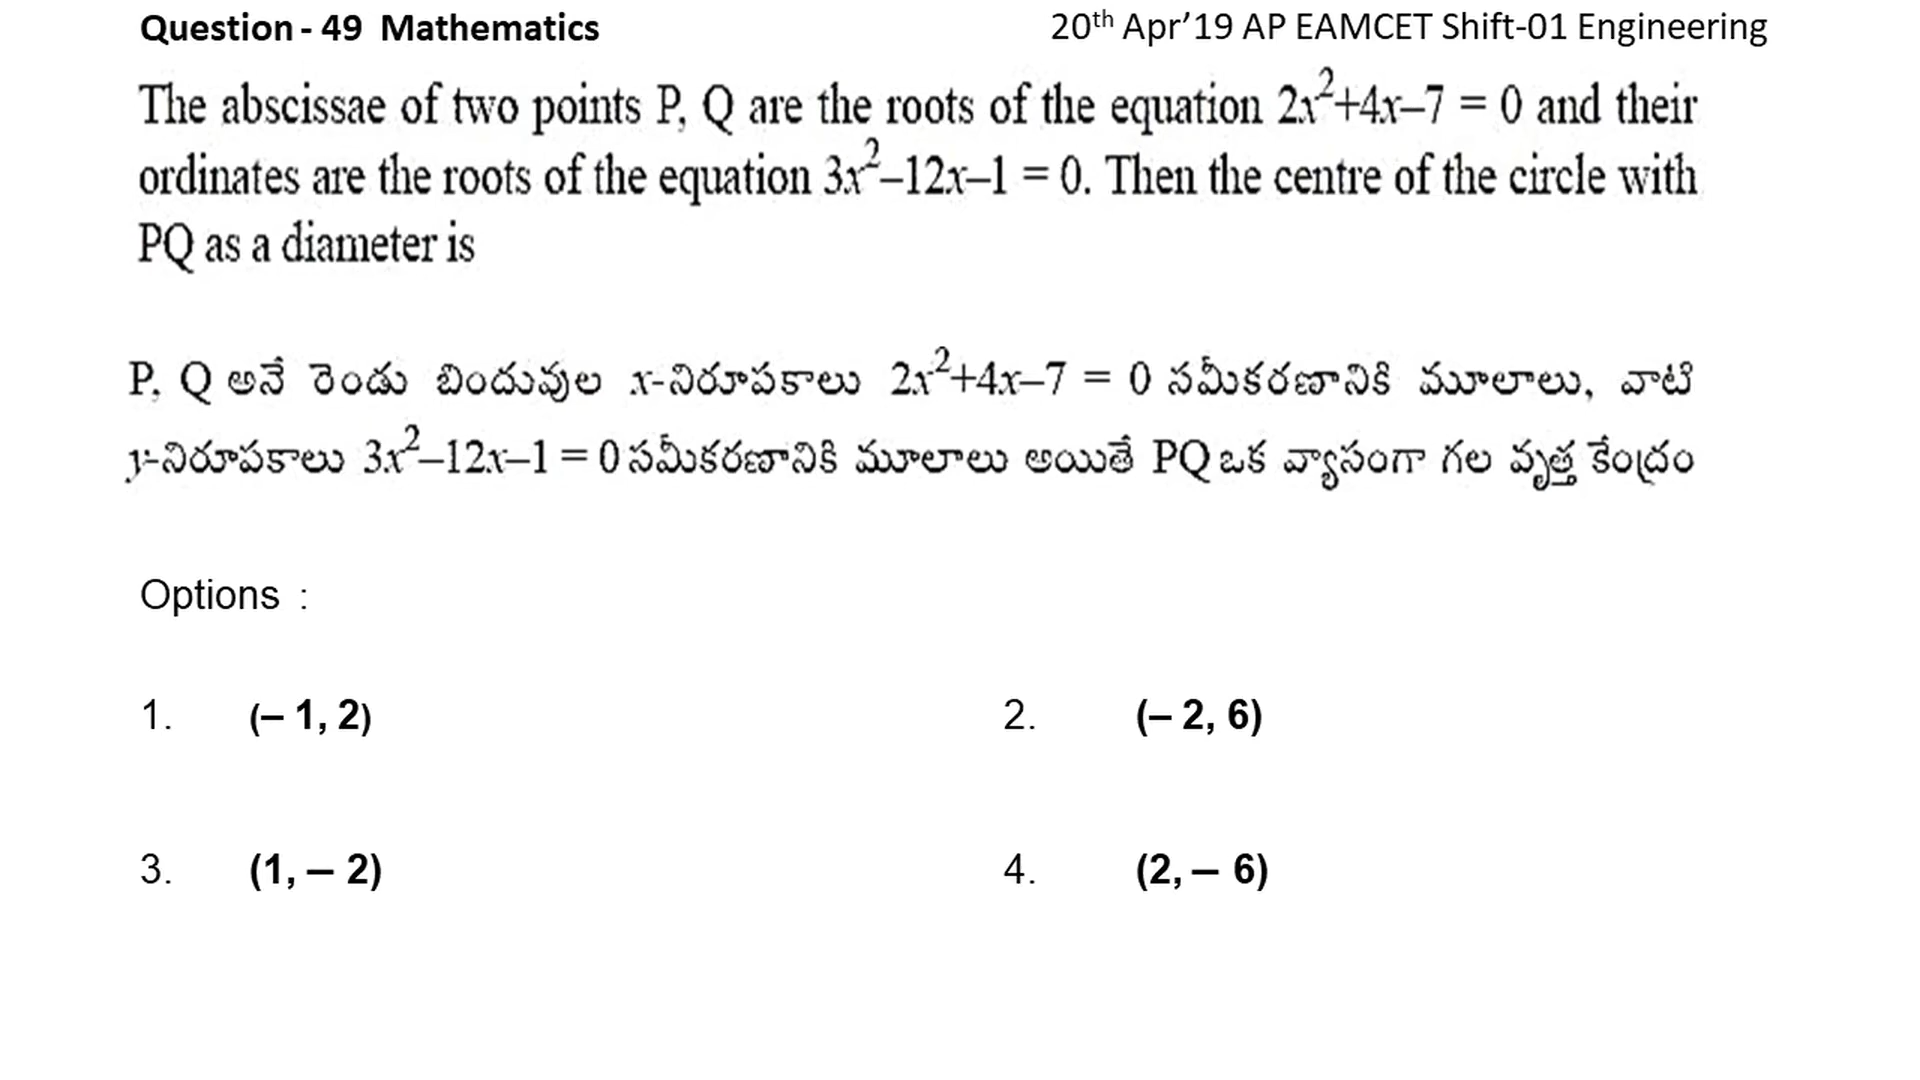 Question - 49 Mathematics
20th Apr’19 AP EAMCET Shift-01 Engineering
The abscissae of two points P, Q are the roots of the equation 2x²+4x–7 = 0 and their
ordinates are the roots of the equation 3x²–12x–1 = 0. Then the centre of the circle with
PQ as a diameter is
P, Q అనే రెండు బిందువుల x-నిరూపకాలు 2x²+4x–7 = 0 సమీకరణానికి మూలాలు, వాటి
y-నిరూపకాలు 3x²–12x–1 = 0 సమీకరణానికి మూలాలు అయితే PQ ఒక వ్యాసంగా గల వృత్త కేంద్రం
Options :
1. (– 1, 2)
2. (– 2, 6)
3. (1, – 2)
4. (2, – 6)